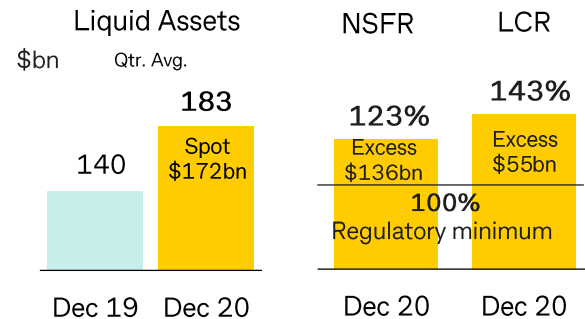 Liquid Assets
$bn
Qtr. Avg.
183
Spot
$172bn
140
Dec 19
Dec 20
NSFR
LCR
143%
123%
Excess
$136bn
Excess
$55bn
100%
Regulatory minimum
Dec 20
Dec 20